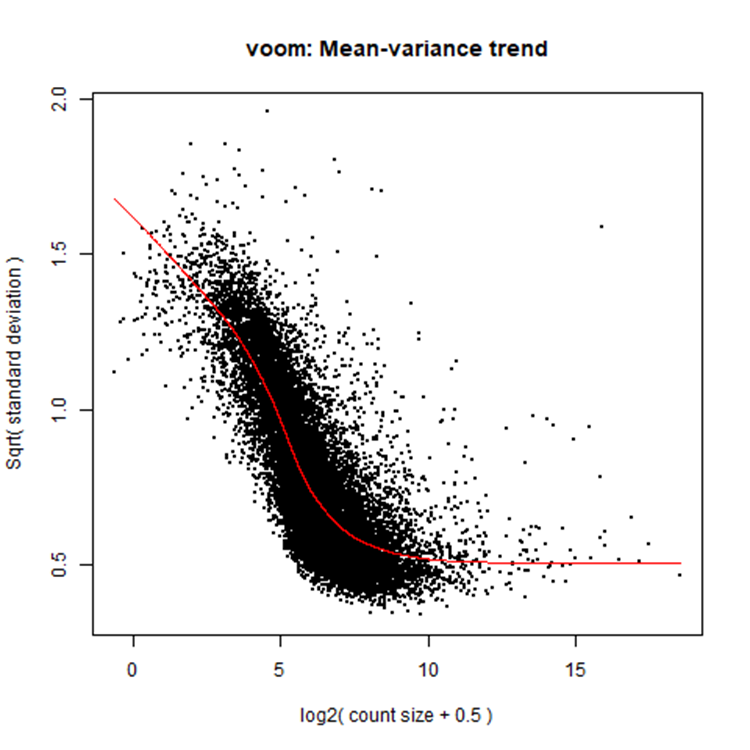 voom: Mean-variance trend
Sqrt( standard deviation )
2.0
1.5
1.0
0.5
0 5 10 15
log2( count size + 0.5 )